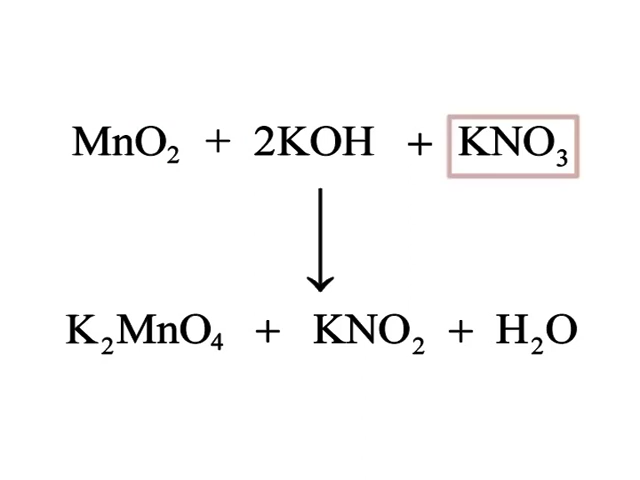 MnO₂ + 2KOH + KNO₃
K₂MnO₄ + KNO₂ + H₂O